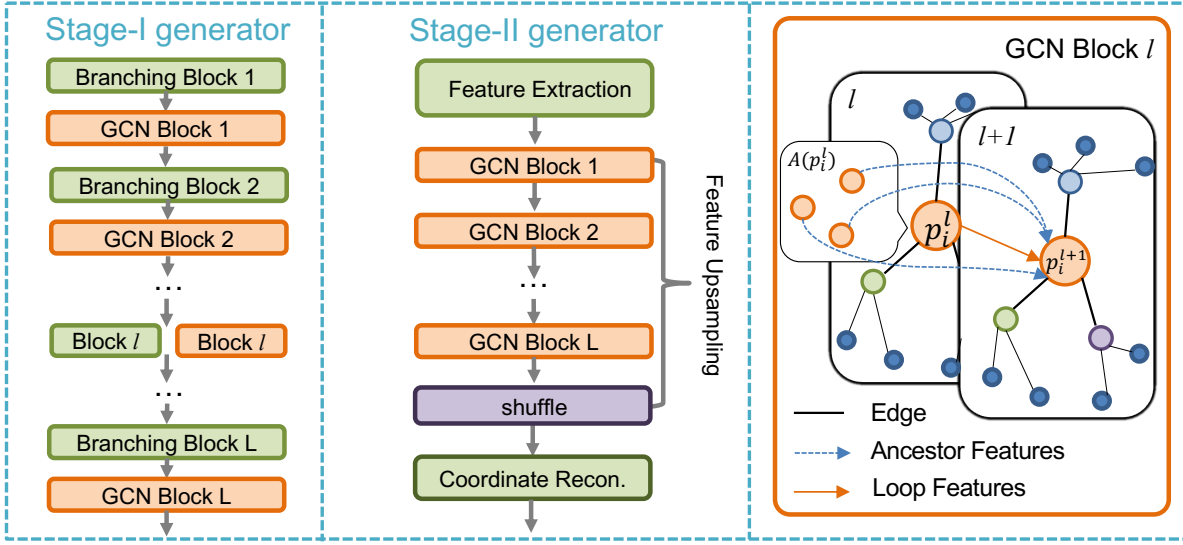 Stage-I generator
Branching Block 1
GCN Block 1
Branching Block 2
GCN Block 2
...
Block l
Block l
...
Branching Block L
GCN Block L
Stage-II generator
Feature Extraction
GCN Block 1
GCN Block 2
...
GCN Block L
shuffle
Coordinate Recon.
Feature Upsampling
GCN Block l
l
l+1
A(p_i^l)
p_i^l
p_i^{l+1}
Edge
Ancestor Features
Loop Features